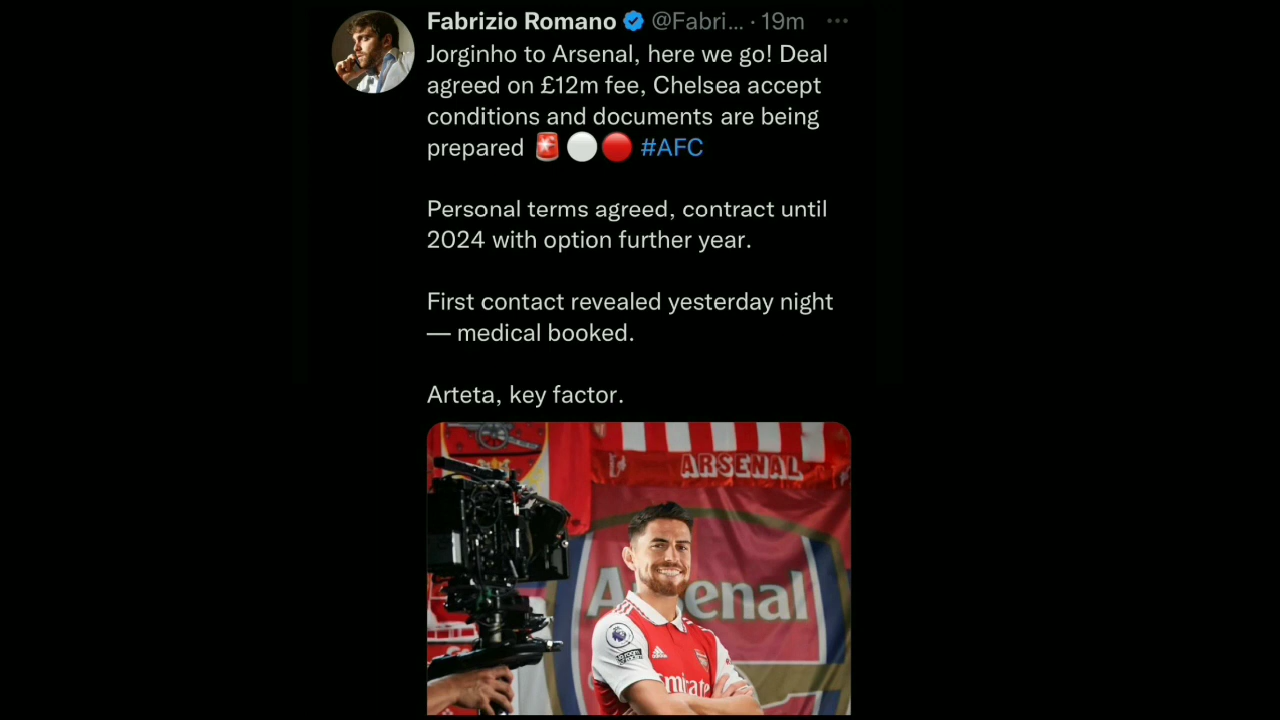 Fabrizio Romano @Fabri... · 19m
Jorginho to Arsenal, here we go! Deal
agreed on £12m fee, Chelsea accept
conditions and documents are being
prepared 🚨⚪🔴 #AFC
Personal terms agreed, contract until
2024 with option further year.
First contact revealed yesterday night
— medical booked.
Arteta, key factor.
ARSENAL
Arsenal
Emirates